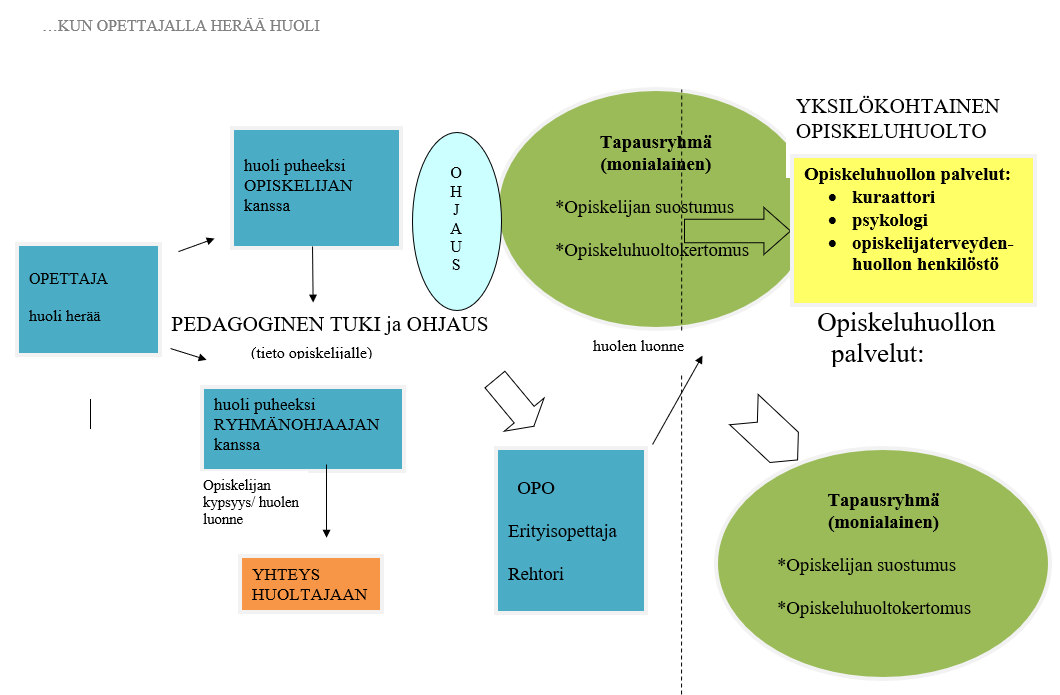 …KUN OPETTAJALLA HERÄÄ HUOLI
OPETTAJA
huoli herää
huoli puheeksi
OPISKELIJAN
kanssa
PEDAGOGINEN TUKI ja OHJAUS
(tieto opiskelijalle)
huoli puheeksi
RYHMÄNOHJAAJAN
kanssa
Opiskelijan
kypsyys/ huolen
luonne
YHTEYS
HUOLTAJAAN
O
H
J
A
U
S
Tapausryhmä
(monialainen)
*Opiskelijan suostumus
*Opiskeluhuoltokertomus
huolen luonne
OPO
Erityisopettaja
Rehtori
YKSILÖKOHTAINEN
OPISKELUHUOLTO
Opiskeluhuollon palvelut:
• kuraattori
• psykologi
• opiskelijaterveyden-
huollon henkilöstö
Opiskeluhuollon
palvelut:
Tapausryhmä
(monialainen)
*Opiskelijan suostumus
*Opiskeluhuoltokertomus